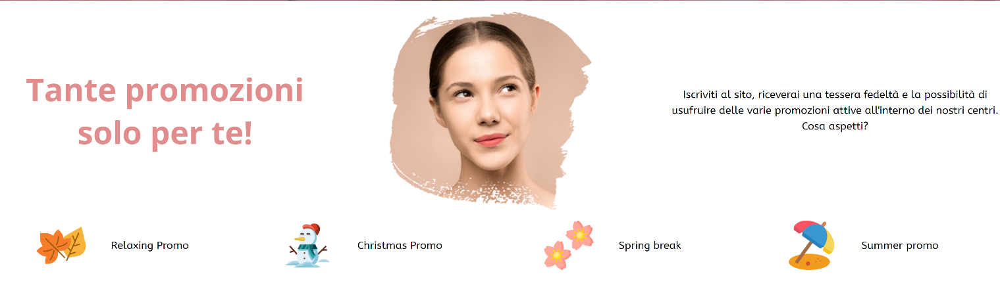 Tante promozioni
solo per te!
Iscriviti al sito, riceverai una tessera fedeltà e la possibilità di
usufruire delle varie promozioni attive all'interno dei nostri centri.
Cosa aspetti?
Relaxing Promo
Christmas Promo
Spring break
Summer promo